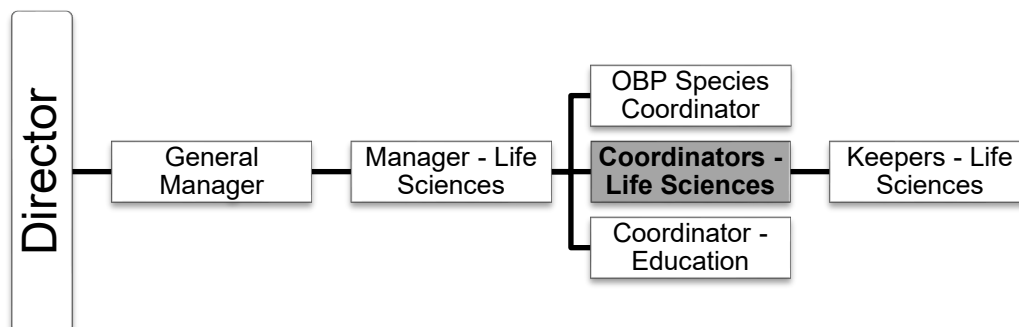 Director
General
Manager
Manager - Life
Sciences
OBP Species
Coordinator
Coordinators -
Life Sciences
Coordinator -
Education
Keepers - Life
Sciences